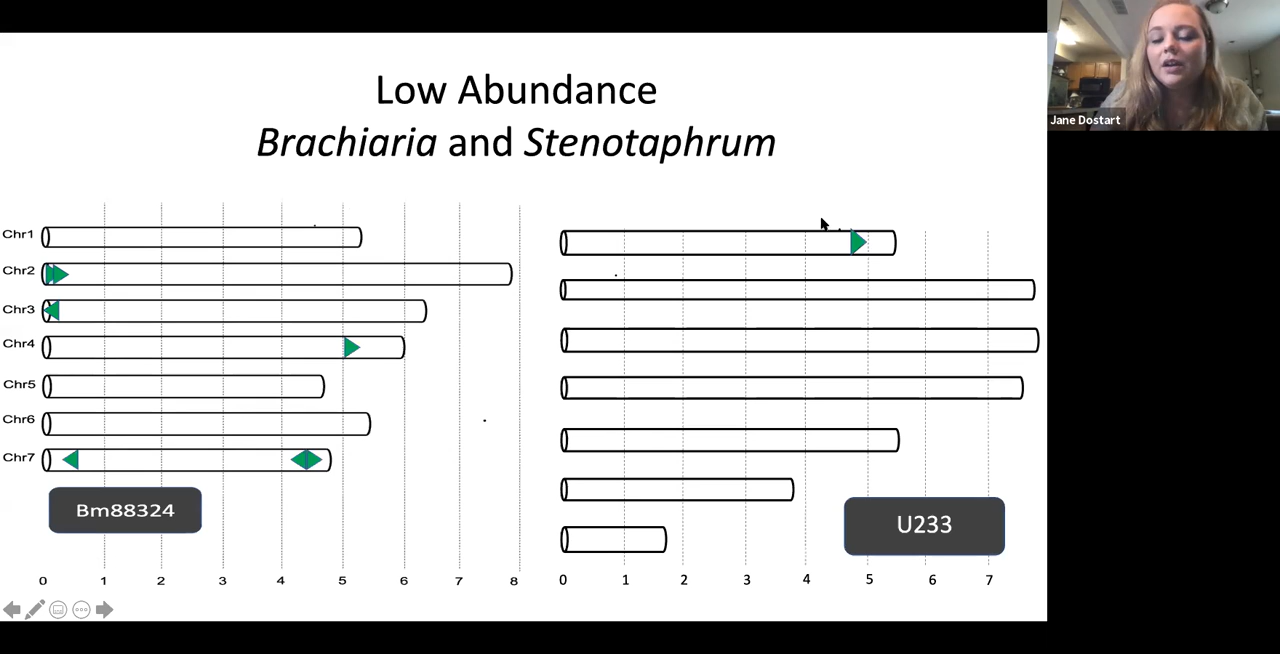 Low Abundance
Brachiaria and Stenotaphrum
Jane Dostart
Chr1
Chr2
Chr3
Chr4
Chr5
Chr6
Chr7
Bm88324
0 1 2 3 4 5 6 7 8
U233
0 1 2 3 4 5 6 7